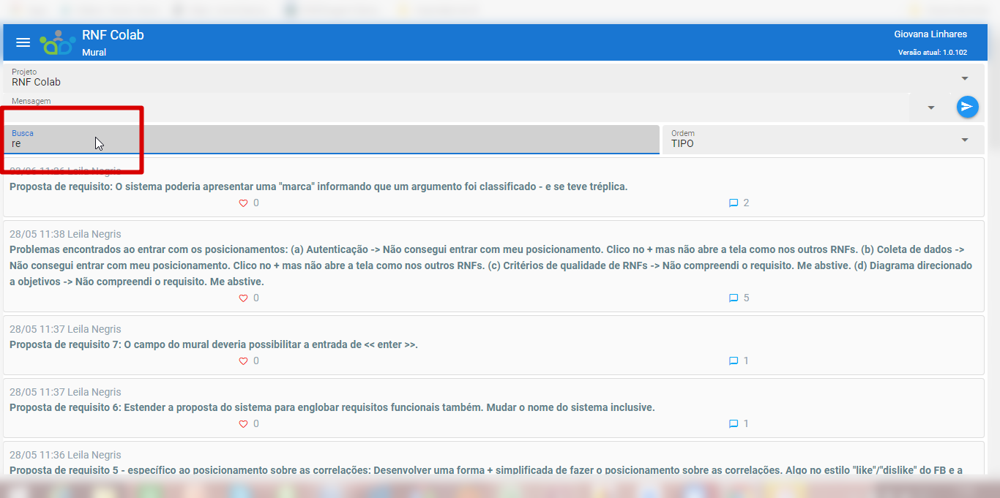 RNF Colab
Mural
Giovana Linhares
Versão atual: 1.0.102
Projeto
RNF Colab
Mensagem
Busca
re
Ordem
TIPO
02/06 11:26 Leila Negris
Proposta de requisito: O sistema poderia apresentar uma "marca" informando que um argumento foi classificado - e se teve tréplica.
0
2
28/05 11:38 Leila Negris
Problemas encontrados ao entrar com os posicionamentos: (a) Autenticação -> Não consegui entrar com meu posicionamento. Clico no + mas não abre a tela como nos outros RNFs. (b) Coleta de dados ->
Não consegui entrar com meu posicionamento. Clico no + mas não abre a tela como nos outros RNFs. (c) Critérios de qualidade de RNFs -> Não compreendi o requisito. Me abstive. (d) Diagrama direcionado
a objetivos -> Não compreendi o requisito. Me abstive.
0
5
28/05 11:37 Leila Negris
Proposta de requisito 7: O campo do mural deveria possibilitar a entrada de << enter >>.
0
1
28/05 11:37 Leila Negris
Proposta de requisito 6: Estender a proposta do sistema para englobar requisitos funcionais também. Mudar o nome do sistema inclusive.
0
1
28/05 11:36 Leila Negris
Proposta de requisito 5 - específico ao posicionamento sobre as correlações: Desenvolver uma forma + simplificada de fazer o posicionamento sobre as correlações. Algo no estilo "like"/"dislike" do FB e a